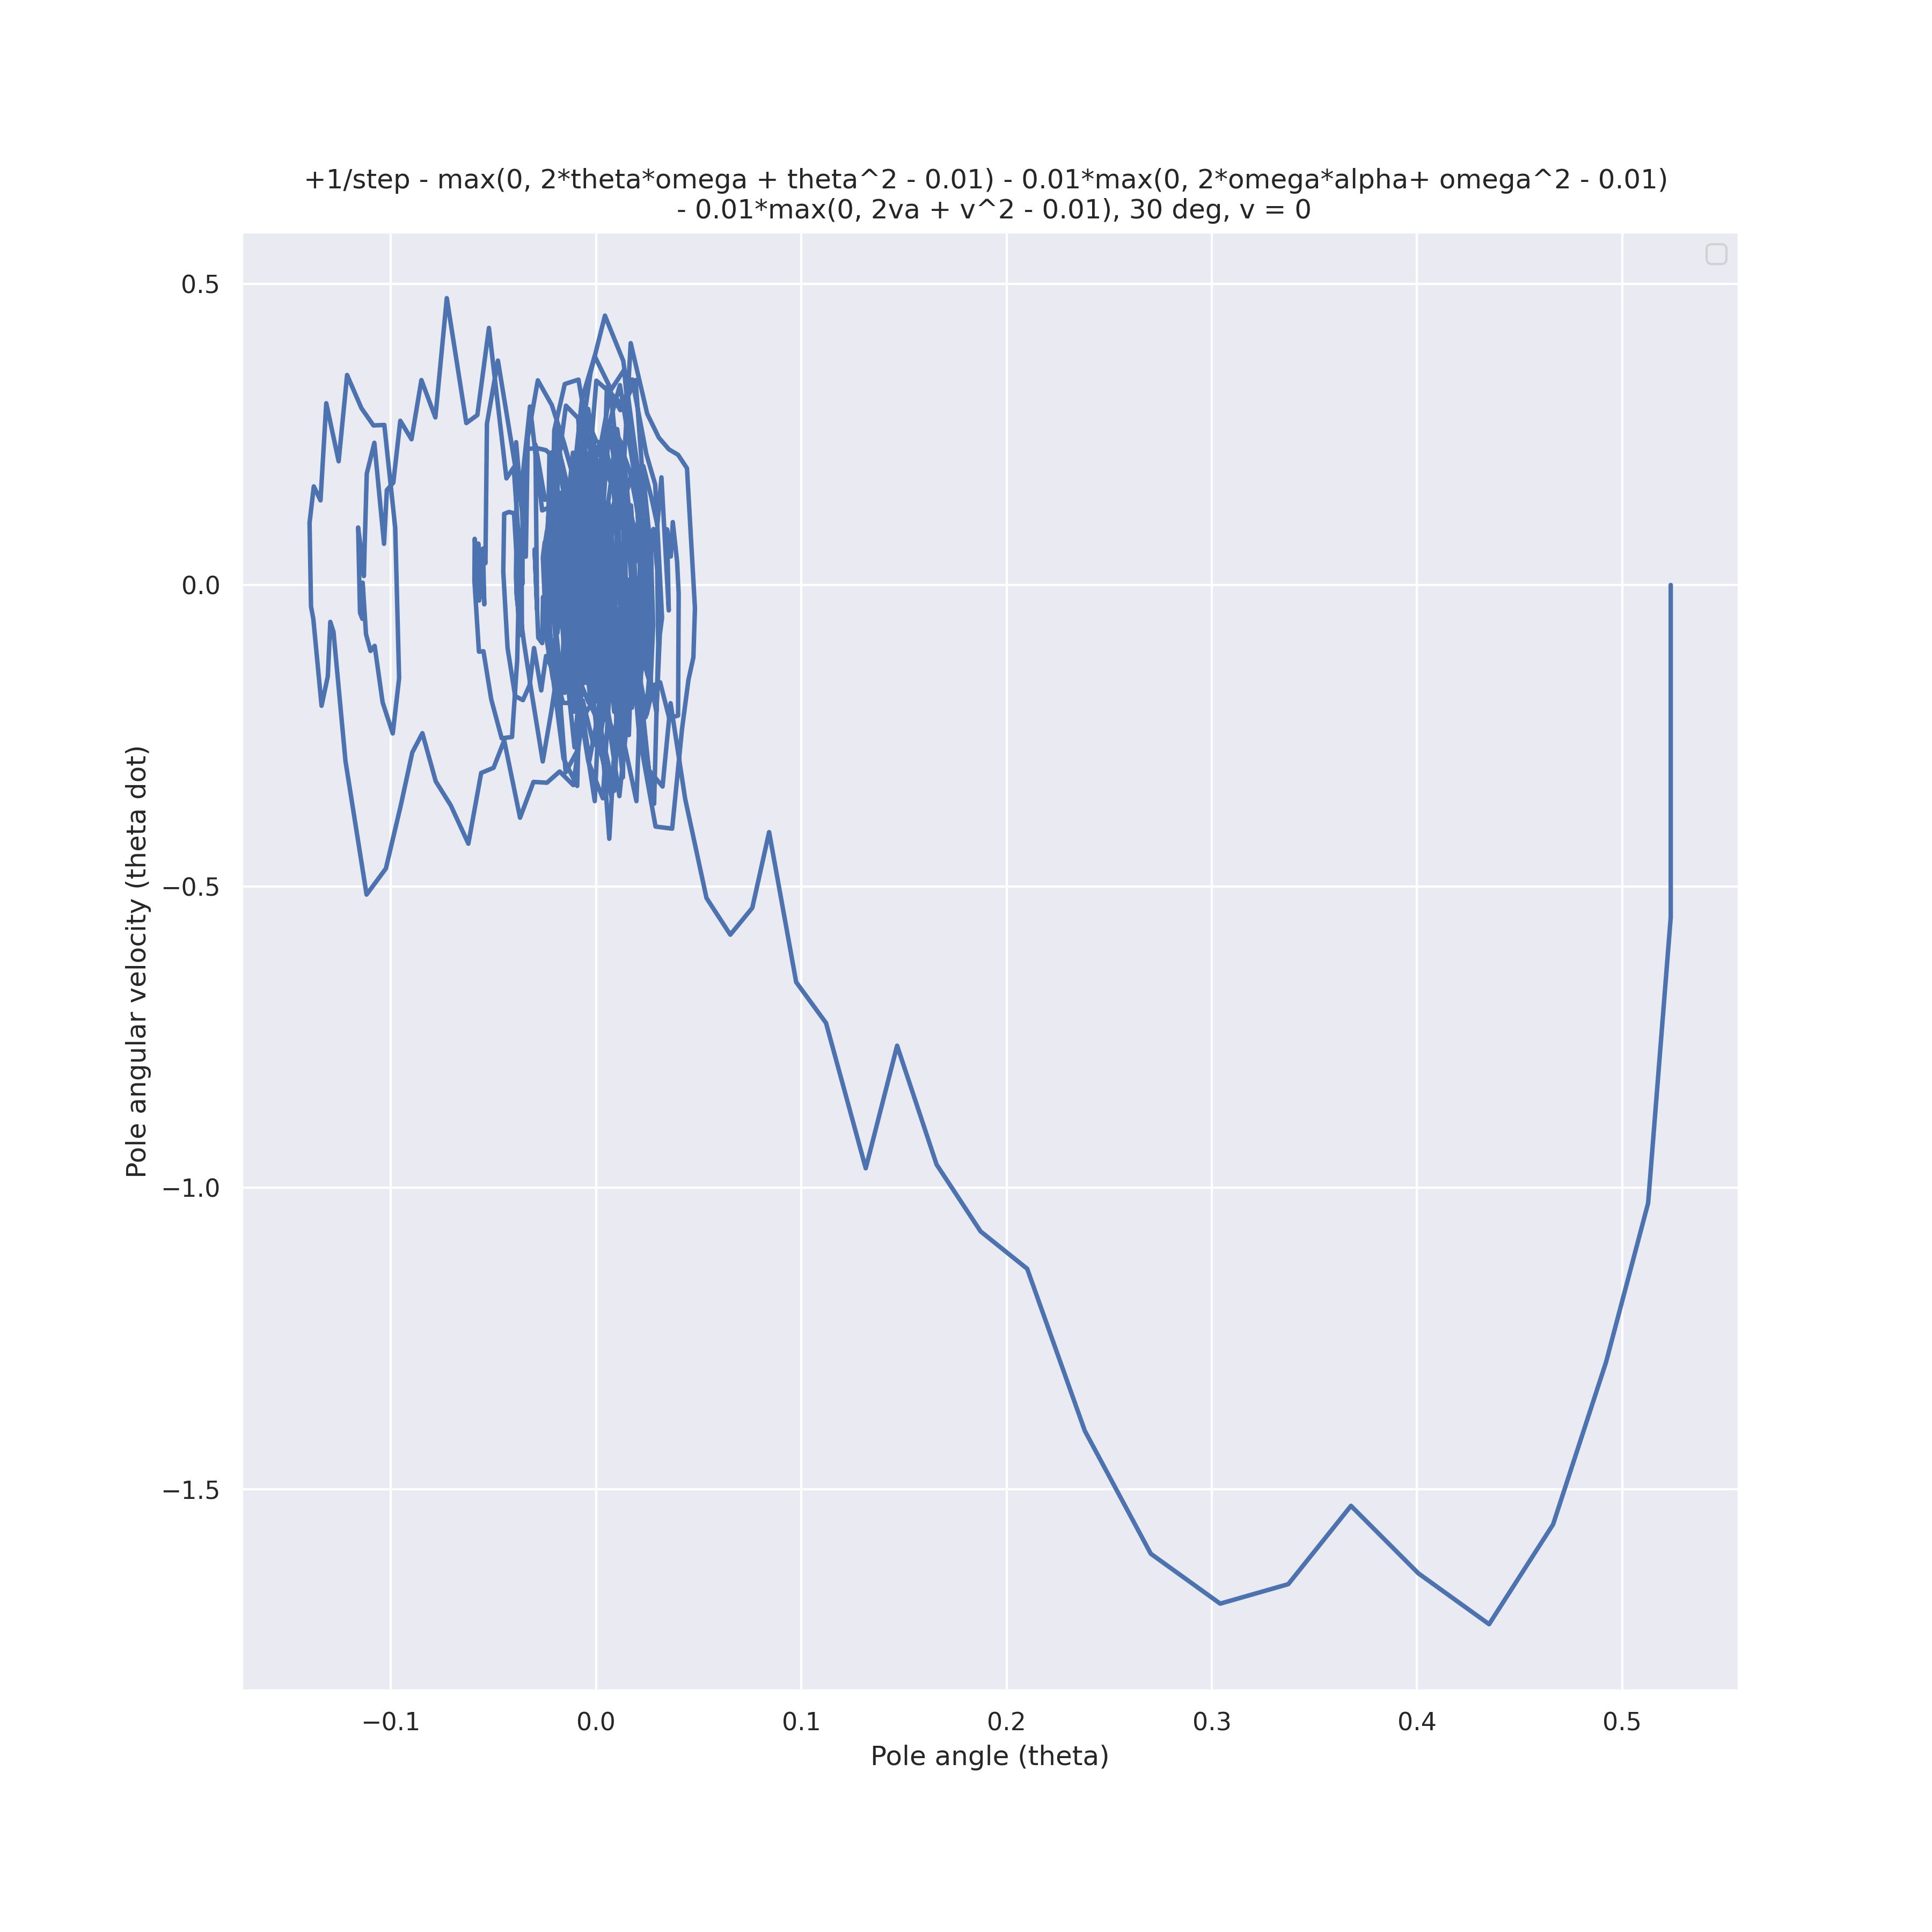 +1/step - max(0, 2*theta*omega + theta^2 - 0.01) - 0.01*max(0, 2*omega*alpha+ omega^2 - 0.01)
- 0.01*max(0, 2va + v^2 - 0.01), 30 deg, v = 0
0.5
0.0
−0.5
−1.0
−1.5
Pole angular velocity (theta dot)
−0.1 0.0 0.1 0.2 0.3 0.4 0.5
Pole angle (theta)